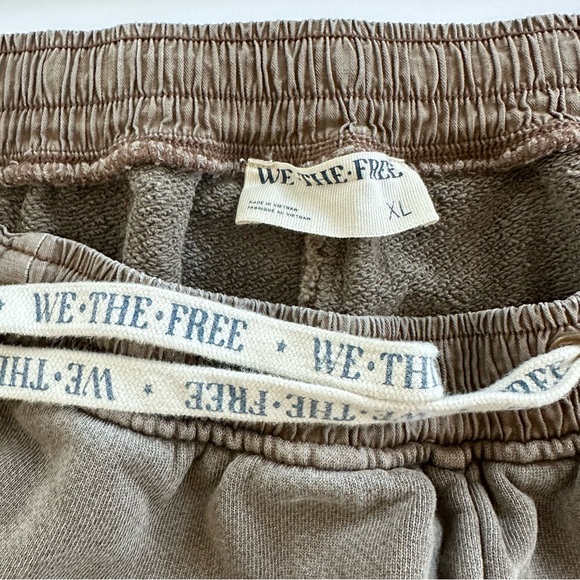 WE·THE·FREE
MADE IN VIETNAM
FABRIQUÉ AU VIETNAM
XL
WE·THE·FREE ★ WE·THE
FREE
WE·THE·FREE ★ WE·THE